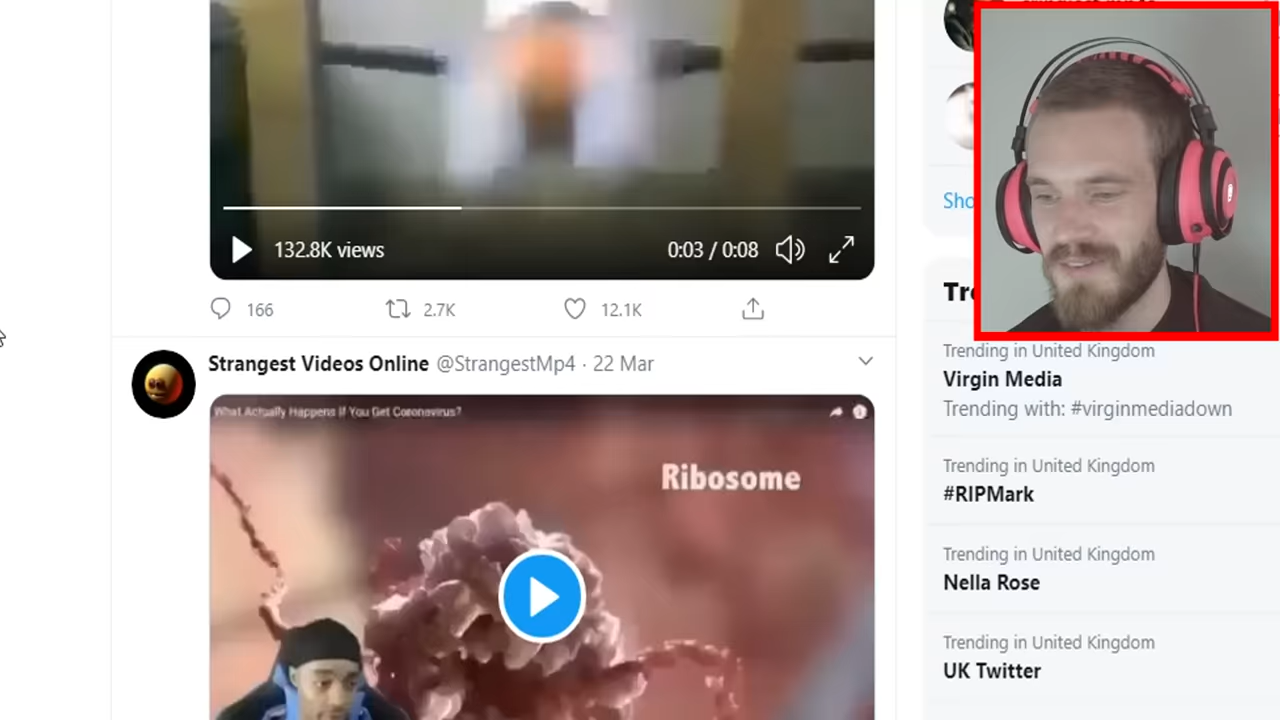 132.8K views
0:03 / 0:08
166
2.7K
12.1K
Strangest Videos Online @StrangestMp4 · 22 Mar
What Actually Happens If You Get Coronavirus?
Ribosome
Sho
Tre
Trending in United Kingdom
Virgin Media
Trending with: #virginmediadown
Trending in United Kingdom
#RIPMark
Trending in United Kingdom
Nella Rose
Trending in United Kingdom
UK Twitter